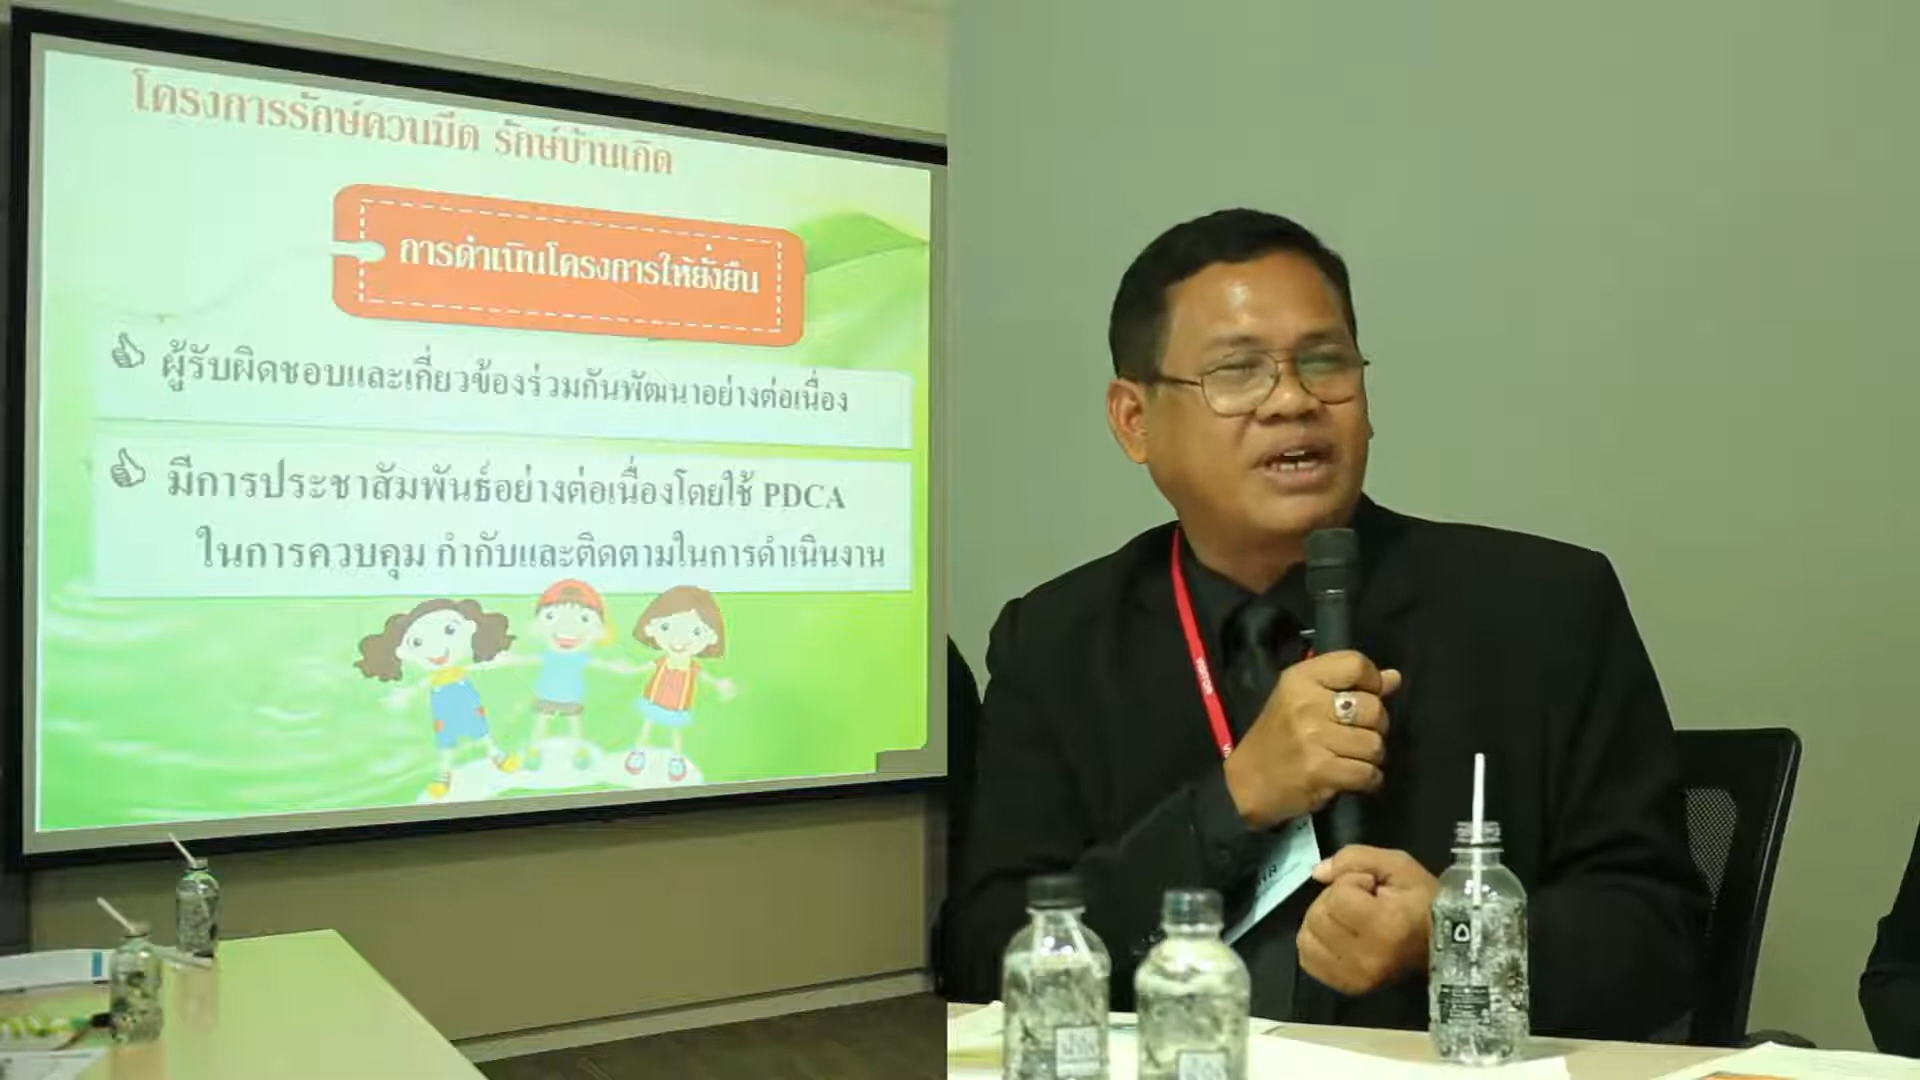 โครงการรักษ์ควนมีด รักษ์บ้านเกิด
การดำเนินโครงการให้ยั่งยืน
ผู้รับผิดชอบและเกี่ยวข้องร่วมกันพัฒนาอย่างต่อเนื่อง
มีการประชาสัมพันธ์อย่างต่อเนื่องโดยใช้ PDCA
ในการควบคุม กำกับและติดตามในการดำเนินงาน
VISITOR